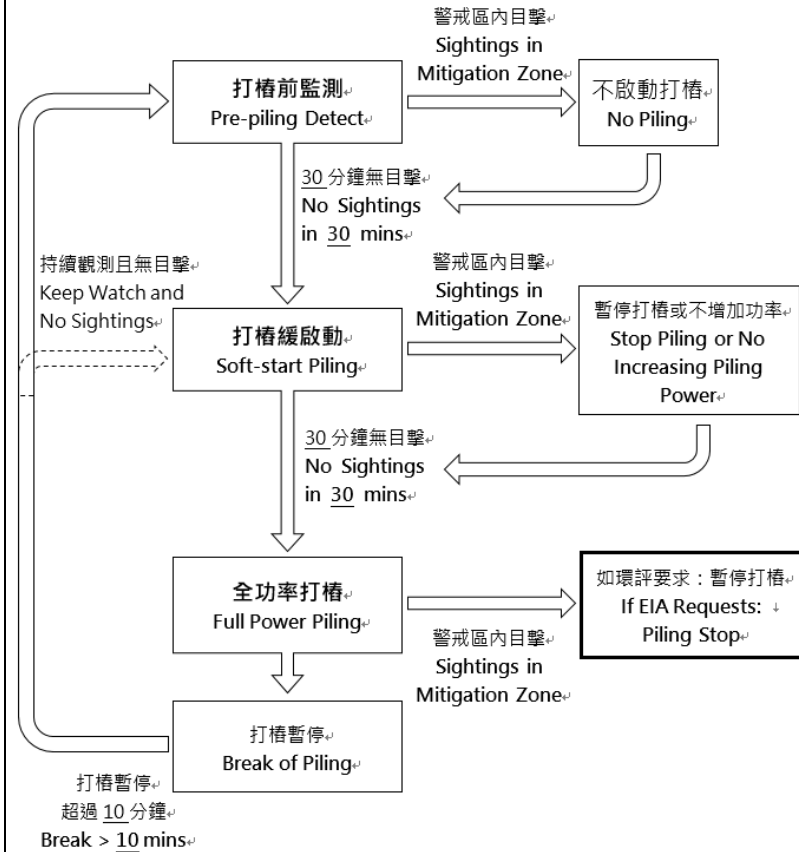 警戒區內目擊
Sightings in
Mitigation Zone
打樁前監測
Pre-piling Detect
不啟動打樁
No Piling
30 分鐘無目擊
No Sightings
in 30 mins
持續觀測且無目擊
Keep Watch and
No Sightings
警戒區內目擊
Sightings in
Mitigation Zone
打樁緩啟動
Soft-start Piling
暫停打樁或不增加功率
Stop Piling or No
Increasing Piling
Power
30 分鐘無目擊
No Sightings
in 30 mins
全功率打樁
Full Power Piling
如環評要求：暫停打樁
If EIA Requests:
Piling Stop
警戒區內目擊
Sightings in
Mitigation Zone
打樁暫停
Break of Piling
打樁暫停
超過 10 分鐘
Break > 10 mins